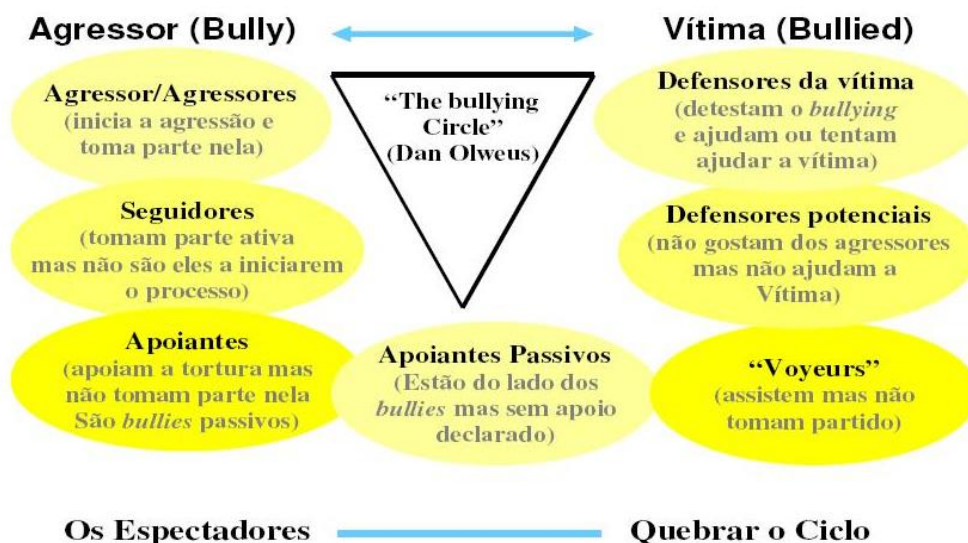 Agressor (Bully)
Vítima (Bullied)
Agressor/Agressores
(inicia a agressão e
toma parte nela)
“The bullying
Circle”
(Dan Olweus)
Defensores da vítima
(detestam o bullying
e ajudam ou tentam
ajudar a vítima)
Seguidores
(tomam parte ativa
mas não são eles a iniciarem
o processo)
Defensores potenciais
(não gostam dos agressores
mas não ajudam a
Vítima)
Apoiantes
(apoiam a tortura mas
não tomam parte nela
São bullies passivos)
Apoiantes Passivos
(Estão do lado dos
bullies mas sem apoio
declarado)
“Voyeurs”
(assistem mas não
tomam partido)
Os Espectadores
Quebrar o Ciclo